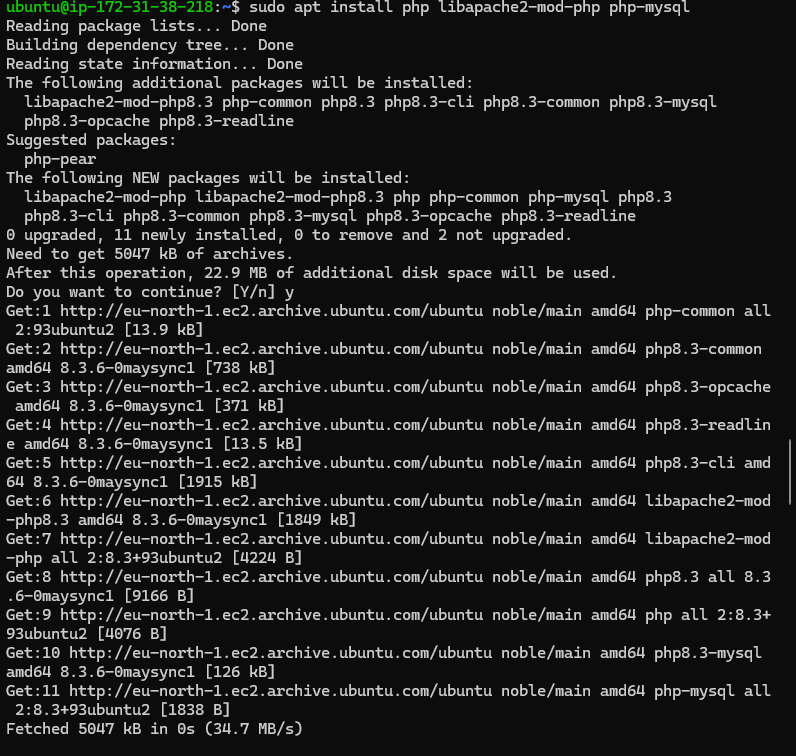 ubuntu@ip-172-31-38-218:~$ sudo apt install php libapache2-mod-php php-mysql
Reading package lists... Done
Building dependency tree... Done
Reading state information... Done
The following additional packages will be installed:
  libapache2-mod-php8.3 php-common php8.3 php8.3-cli php8.3-common php8.3-mysql
  php8.3-opcache php8.3-readline
Suggested packages:
  php-pear
The following NEW packages will be installed:
  libapache2-mod-php libapache2-mod-php8.3 php php-common php-mysql php8.3
  php8.3-cli php8.3-common php8.3-mysql php8.3-opcache php8.3-readline
0 upgraded, 11 newly installed, 0 to remove and 2 not upgraded.
Need to get 5047 kB of archives.
After this operation, 22.9 MB of additional disk space will be used.
Do you want to continue? [Y/n] y
Get:1 http://eu-north-1.ec2.archive.ubuntu.com/ubuntu noble/main amd64 php-common all
 2:93ubuntu2 [13.9 kB]
Get:2 http://eu-north-1.ec2.archive.ubuntu.com/ubuntu noble/main amd64 php8.3-common
amd64 8.3.6-0maysync1 [738 kB]
Get:3 http://eu-north-1.ec2.archive.ubuntu.com/ubuntu noble/main amd64 php8.3-opcache
 amd64 8.3.6-0maysync1 [371 kB]
Get:4 http://eu-north-1.ec2.archive.ubuntu.com/ubuntu noble/main amd64 php8.3-readlin
e amd64 8.3.6-0maysync1 [13.5 kB]
Get:5 http://eu-north-1.ec2.archive.ubuntu.com/ubuntu noble/main amd64 php8.3-cli amd
64 8.3.6-0maysync1 [1915 kB]
Get:6 http://eu-north-1.ec2.archive.ubuntu.com/ubuntu noble/main amd64 libapache2-mod
-php8.3 amd64 8.3.6-0maysync1 [1849 kB]
Get:7 http://eu-north-1.ec2.archive.ubuntu.com/ubuntu noble/main amd64 libapache2-mod
-php all 2:8.3+93ubuntu2 [4224 B]
Get:8 http://eu-north-1.ec2.archive.ubuntu.com/ubuntu noble/main amd64 php8.3 all 8.3
.6-0maysync1 [9166 B]
Get:9 http://eu-north-1.ec2.archive.ubuntu.com/ubuntu noble/main amd64 php all 2:8.3+
93ubuntu2 [4076 B]
Get:10 http://eu-north-1.ec2.archive.ubuntu.com/ubuntu noble/main amd64 php8.3-mysql
amd64 8.3.6-0maysync1 [126 kB]
Get:11 http://eu-north-1.ec2.archive.ubuntu.com/ubuntu noble/main amd64 php-mysql all
 2:8.3+93ubuntu2 [1838 B]
Fetched 5047 kB in 0s (34.7 MB/s)